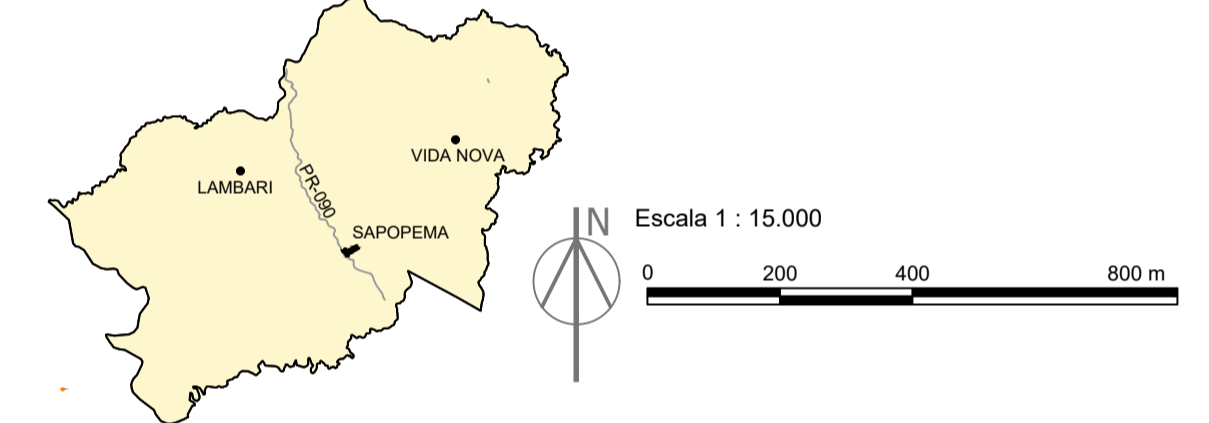 VIDA NOVA
LAMBARI
PR-090
SAPOPEMA
N
Escala 1 : 15.000
0 200 400 800 m